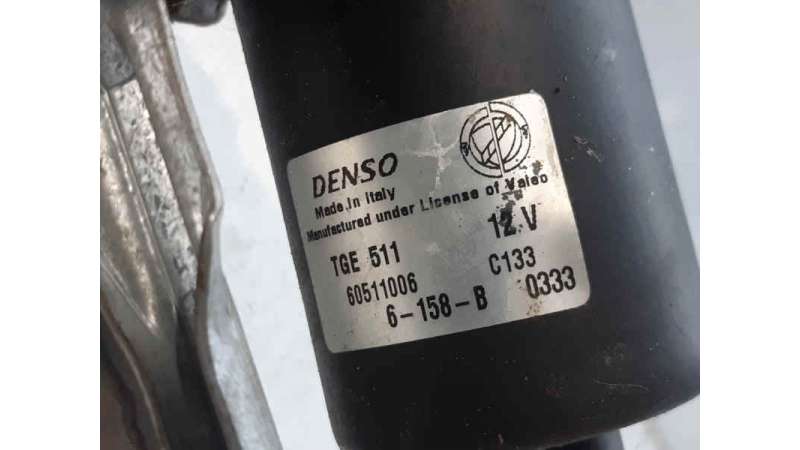 DENSO
Made In Italy
Manufactured under License of Valeo
12 V
TGE 511
60511006 C133
6-158-B 0333